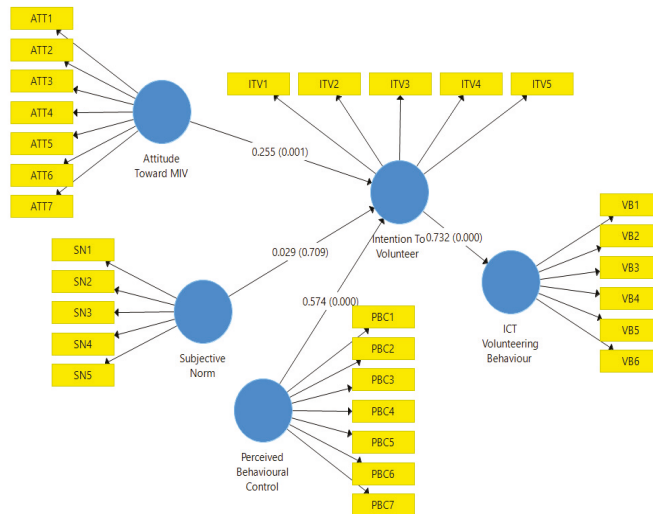 ATT1
ATT2
ATT3
ATT4
ATT5
ATT6
ATT7
Attitude
Toward MIV
ITV1
ITV2
ITV3
ITV4
ITV5
0.255 (0.001)
Intention To
Volunteer
0.732 (0.000)
0.029 (0.709)
0.574 (0.000)
SN1
SN2
SN3
SN4
SN5
Subjective
Norm
PBC1
PBC2
PBC3
PBC4
PBC5
PBC6
PBC7
Perceived
Behavioural
Control
ICT
Volunteering
Behaviour
VB1
VB2
VB3
VB4
VB5
VB6